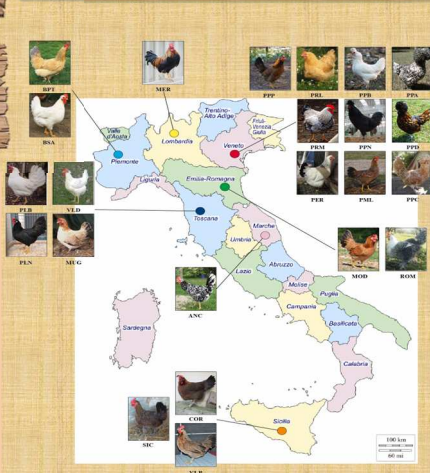 BPT
BSA
MER
PPP
PRL
PPB
PPA
PRM
PPN
PPD
PER
PML
PPC
PLB
VLD
PLN
MUG
MOD
ROM
ANC
SIC
COR
VLP
Valle d'Aosta
Piemonte
Lombardia
Trentino-
Alto Adige
Friuli-
Venezia
Giulia
Veneto
Liguria
Emilia-Romagna
Toscana
Marche
Umbria
Lazio
Abruzzo
Molise
Campania
Puglia
Basilicata
Calabria
Sardegna
Sicilia
100 km
60 mi